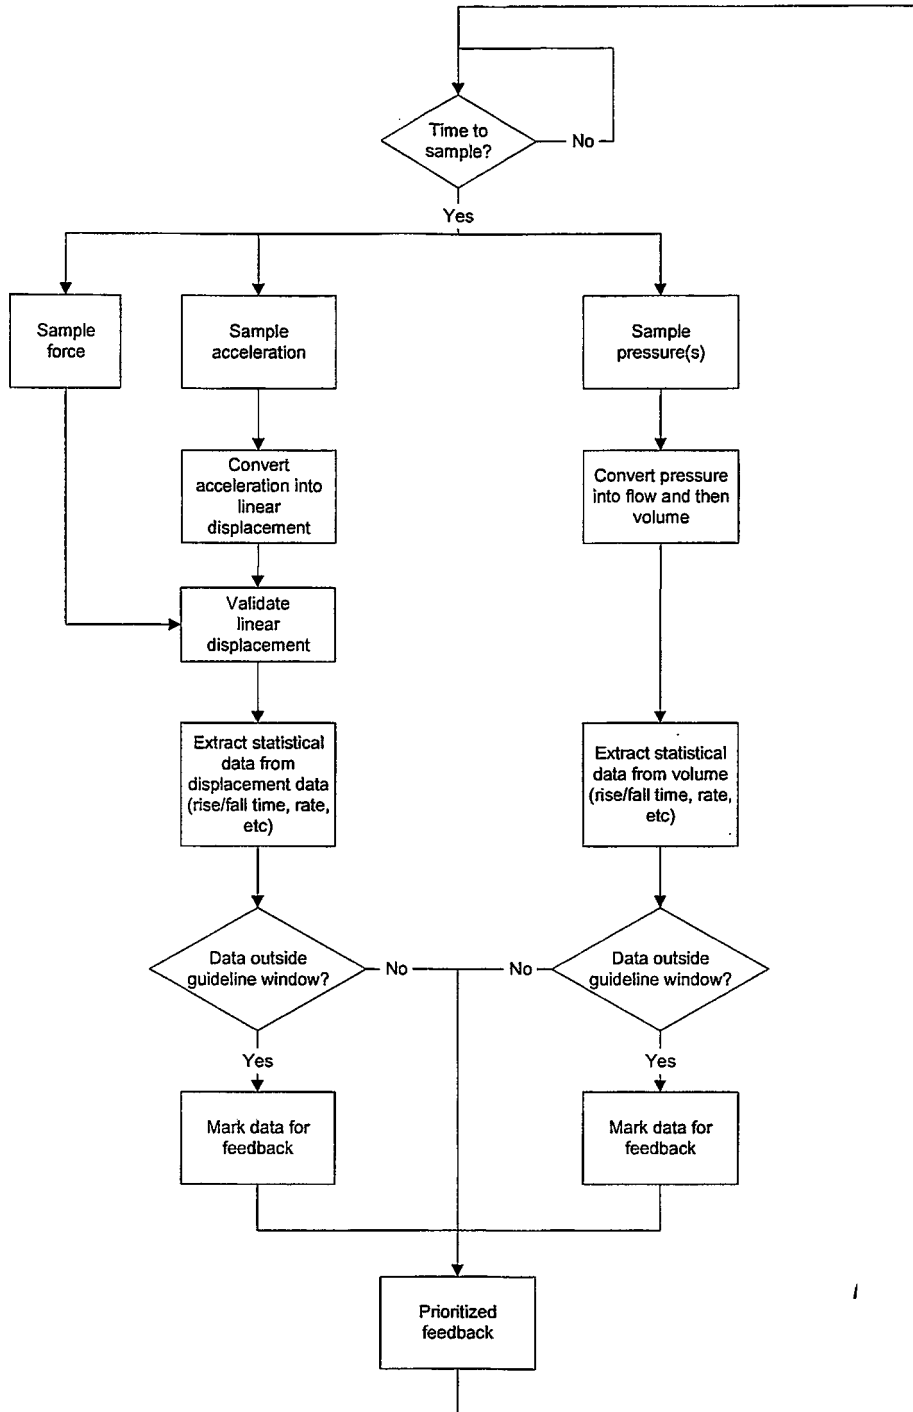 Time to
sample?
No
Yes
Sample
force
Sample
acceleration
Sample
pressure(s)
Convert
acceleration into
linear
displacement
Convert pressure
into flow and then
volume
Validate
linear
displacement
Extract statistical
data from
displacement data
(rise/fall time, rate,
etc)
Extract statistical
data from volume
(rise/fall time, rate,
etc)
Data outside
guideline window?
No
No
Data outside
guideline window?
Yes
Yes
Mark data for
feedback
Mark data for
feedback
Prioritized
feedback